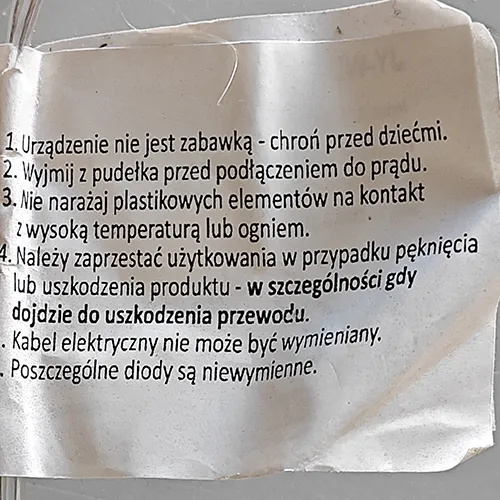 1. Urządzenie nie jest zabawką - chroń przed dziećmi.
2. Wyjmij z pudełka przed podłączeniem do prądu.
3. Nie narażaj plastikowych elementów na kontakt
z wysoką temperaturą lub ogniem.
4. Należy zaprzestać użytkowania w przypadku pęknięcia
lub uszkodzenia produktu - w szczególności gdy
dojdzie do uszkodzenia przewodu.
. Kabel elektryczny nie może być wymieniany.
. Poszczególne diody są niewymienne.